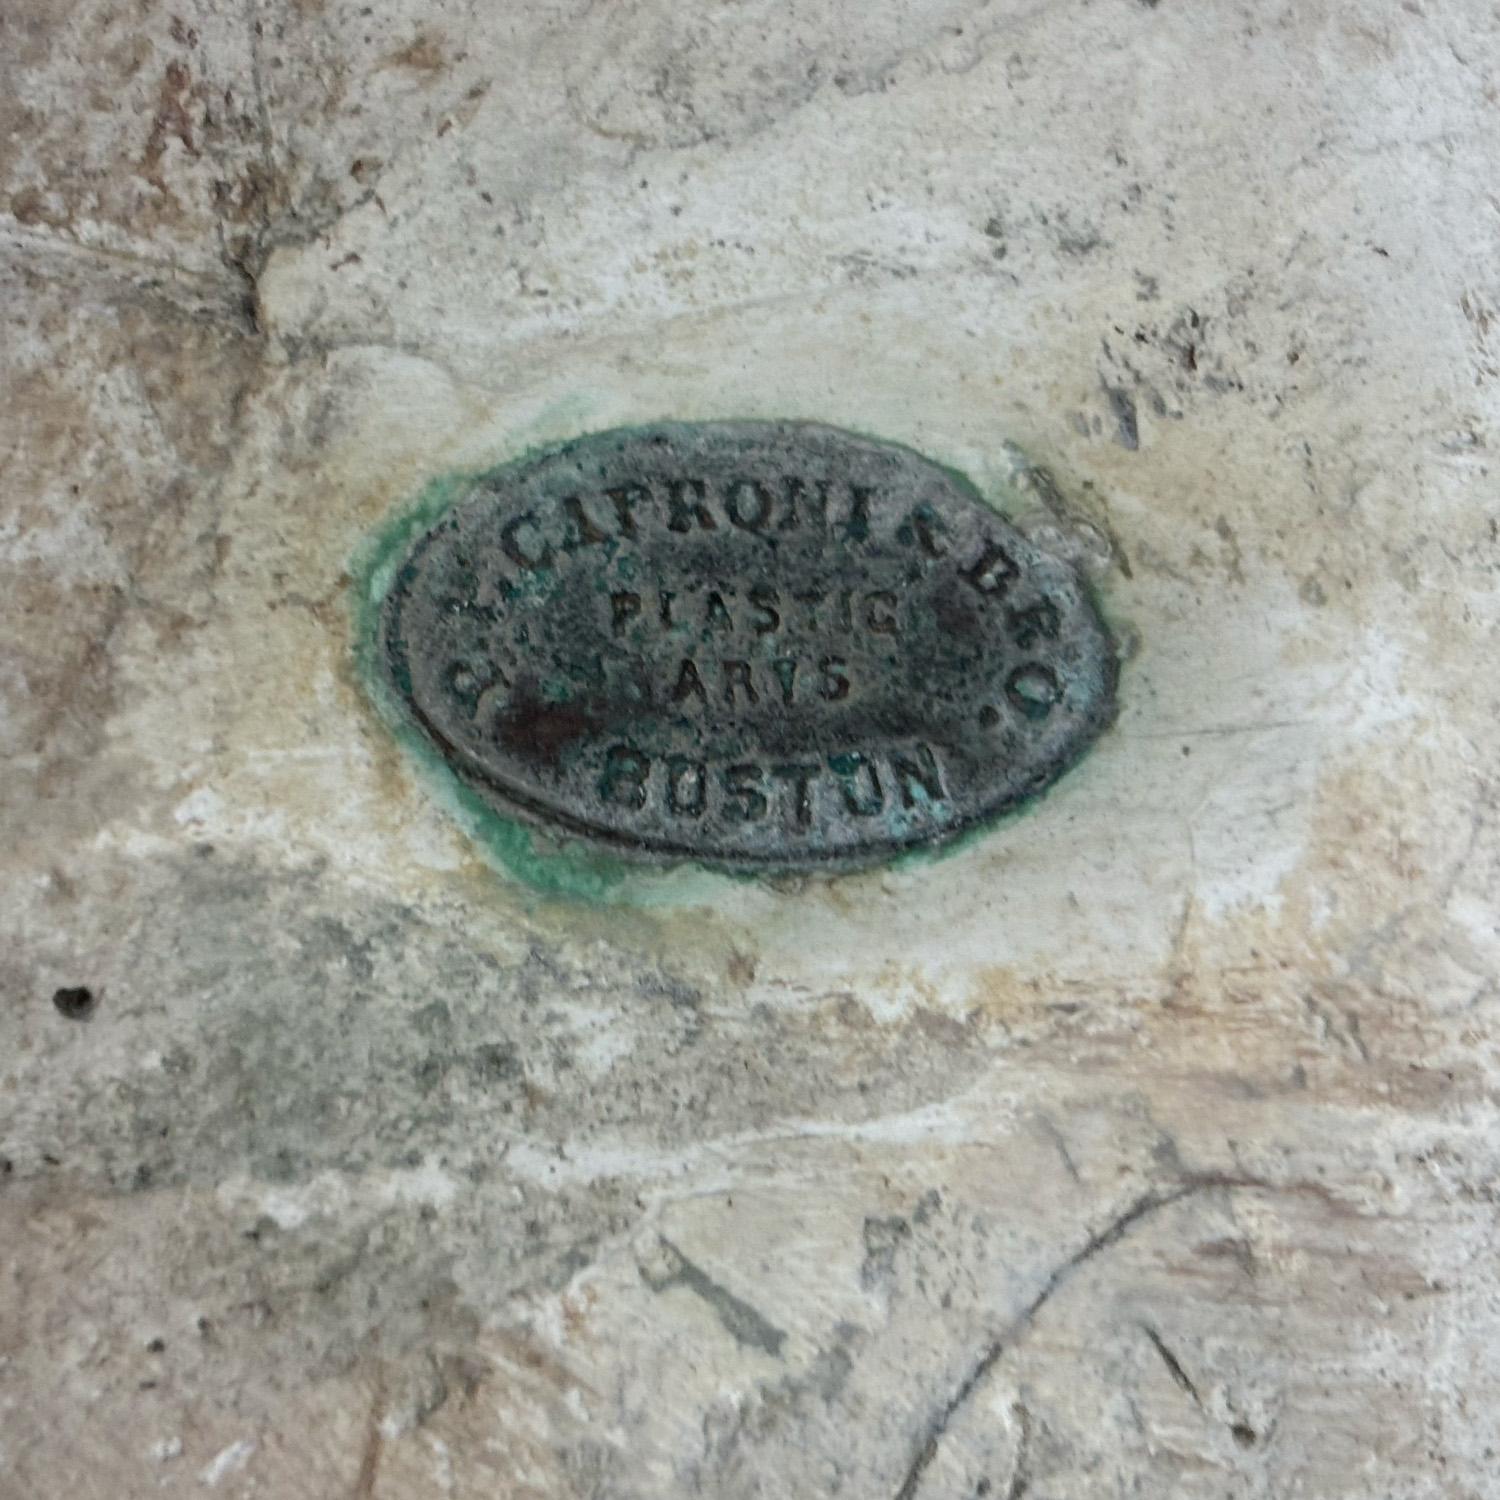 P. P. CAPRONI & BRO.
PLASTIC
ARTS
BOSTON